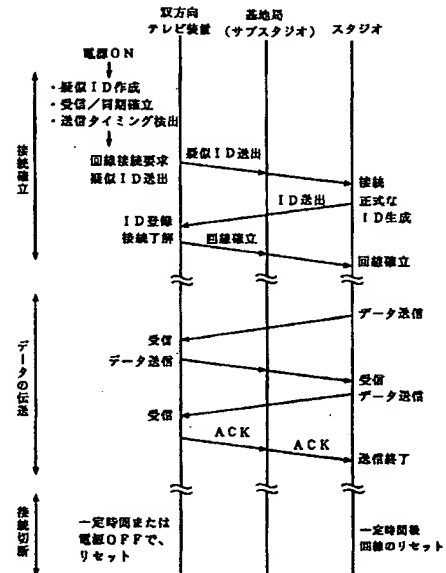 双方向
テレビ装置
基地局
(サブスタジオ)
スタジオ
電源ON
・疑似ID作成
・受信/同期確立
・送信タイミング検出
回線接続要求
疑似ID送出
疑似ID送出
接続
ID送出
正式な
ID生成
ID登録
接続了解
回線確立
回線確立
接続確立
データ送信
受信
データ送信
受信
データ送信
受信
ACK
ACK
送信終了
データの伝送
一定時間または
電源OFFで、
リセット
一定時間後
回線のリセット
接続切断